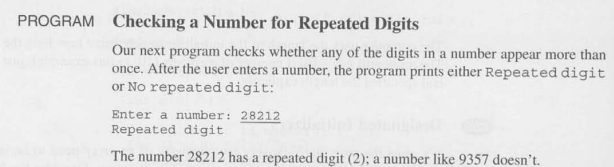 PROGRAM Checking a Number for Repeated Digits
Our next program checks whether any of the digits in a number appear more than
once. After the user enters a number, the program prints either Repeated digit
or No repeated digit:
Enter a number: 28212
Repeated digit
The number 28212 has a repeated digit (2); a number like 9357 doesn't.